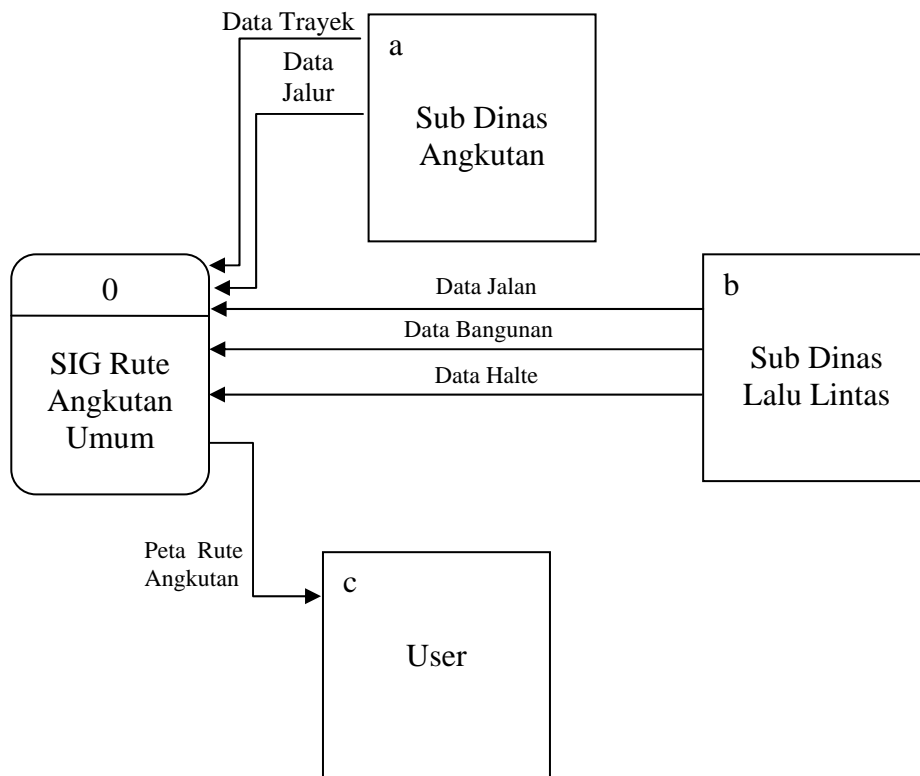 Data Trayek
Data
Jalur
a
Sub Dinas
Angkutan
0
SIG Rute
Angkutan
Umum
Data Jalan
Data Bangunan
Data Halte
b
Sub Dinas
Lalu Lintas
Peta Rute
Angkutan
c
User